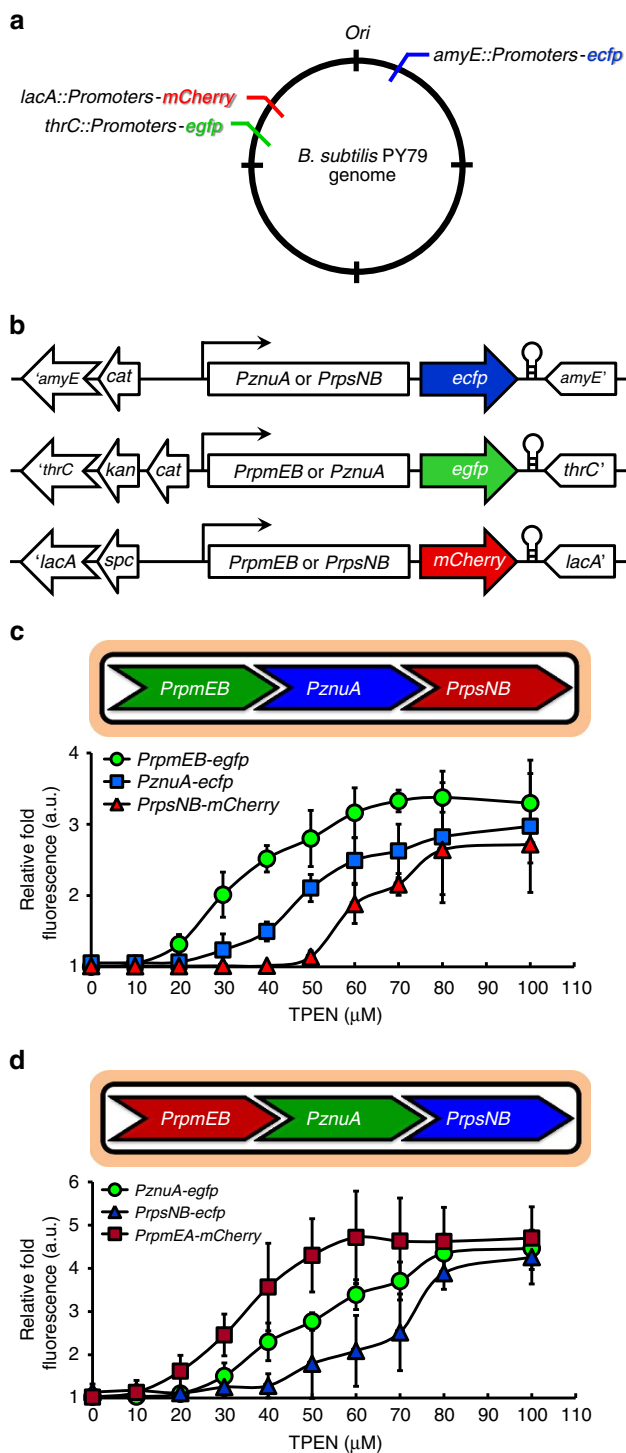 a
Ori
amyE::Promoters-ecfp
lacA::Promoters-mCherry
thrC::Promoters-egfp
B. subtilis PY79
genome
b
'amyE cat PznuA or PrpsNB ecfp amyE'
'thrC kan cat PrpmEB or PznuA egfp thrC'
'lacA spc PrpmEB or PrpsNB mCherry lacA'
c
PrpmEB PznuA PrpsNB
4
3
2
1
Relative fold
fluorescence (a.u.)
PrpmEB-egfp
PznuA-ecfp
PrpsNB-mCherry
0 10 20 30 40 50 60 70 80 90 100 110
TPEN (μM)
d
PrpmEB PznuA PrpsNB
6
5
4
3
2
1
Relative fold
fluorescence (a.u.)
PznuA-egfp
PrpsNB-ecfp
PrpmEA-mCherry
0 10 20 30 40 50 60 70 80 90 100 110
TPEN (μM)